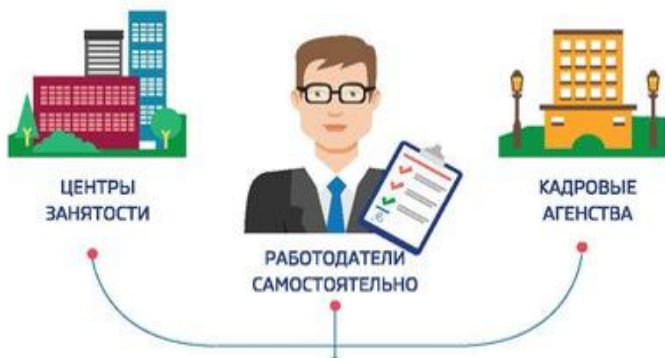 ЦЕНТРЫ
ЗАНЯТОСТИ
РАБОТОДАТЕЛИ
САМОСТОЯТЕЛЬНО
КАДРОВЫЕ
АГЕНСТВА